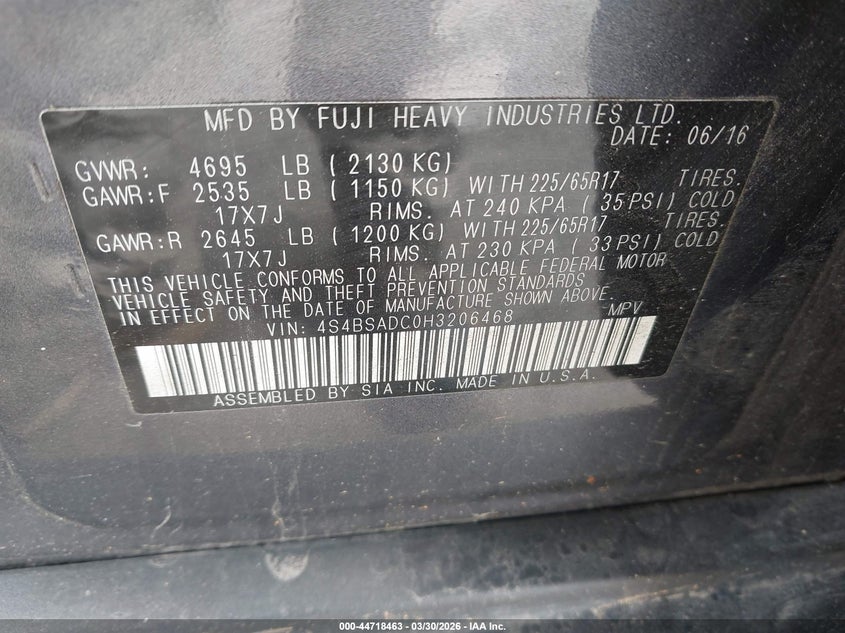 MFD BY FUJI HEAVY INDUSTRIES LTD.
DATE: 06/16
GVWR: 4695 LB ( 2130 KG)
GAWR:F 2535 LB ( 1150 KG) WITH 225/65R17 TIRES.
17X7J RIMS. AT 240 KPA ( 35 PSI) COLD
GAWR:R 2645 LB ( 1200 KG) WITH 225/65R17 TIRES.
17X7J RIMS. AT 230 KPA ( 33 PSI) COLD
THIS VEHICLE CONFORMS TO ALL APPLICABLE FEDERAL MOTOR
VEHICLE SAFETY AND THEFT PREVENTION STANDARDS
IN EFFECT ON THE DATE OF MANUFACTURE SHOWN ABOVE.
VIN: 4S4BSADC0H3206468 MPV
ASSEMBLED BY SIA INC. MADE IN U.S.A.
000-44718463 - 03/30/2026 - IAA Inc.